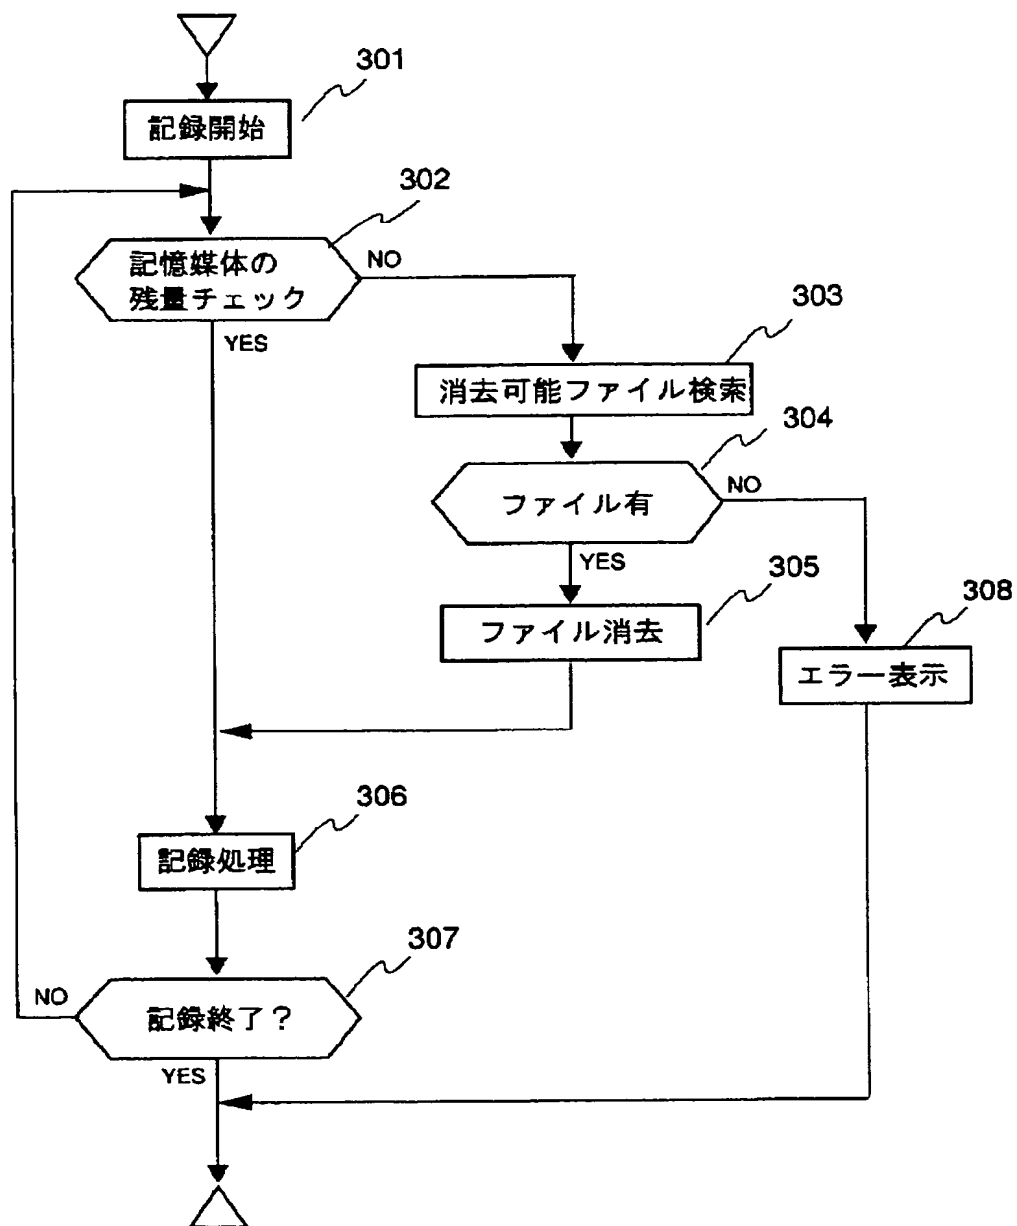 301
記録開始
302
記憶媒体の
残量チェック
NO
YES
303
消去可能ファイル検索
304
ファイル有
NO
YES
305
ファイル消去
308
エラー表示
306
記録処理
307
記録終了?
NO
YES